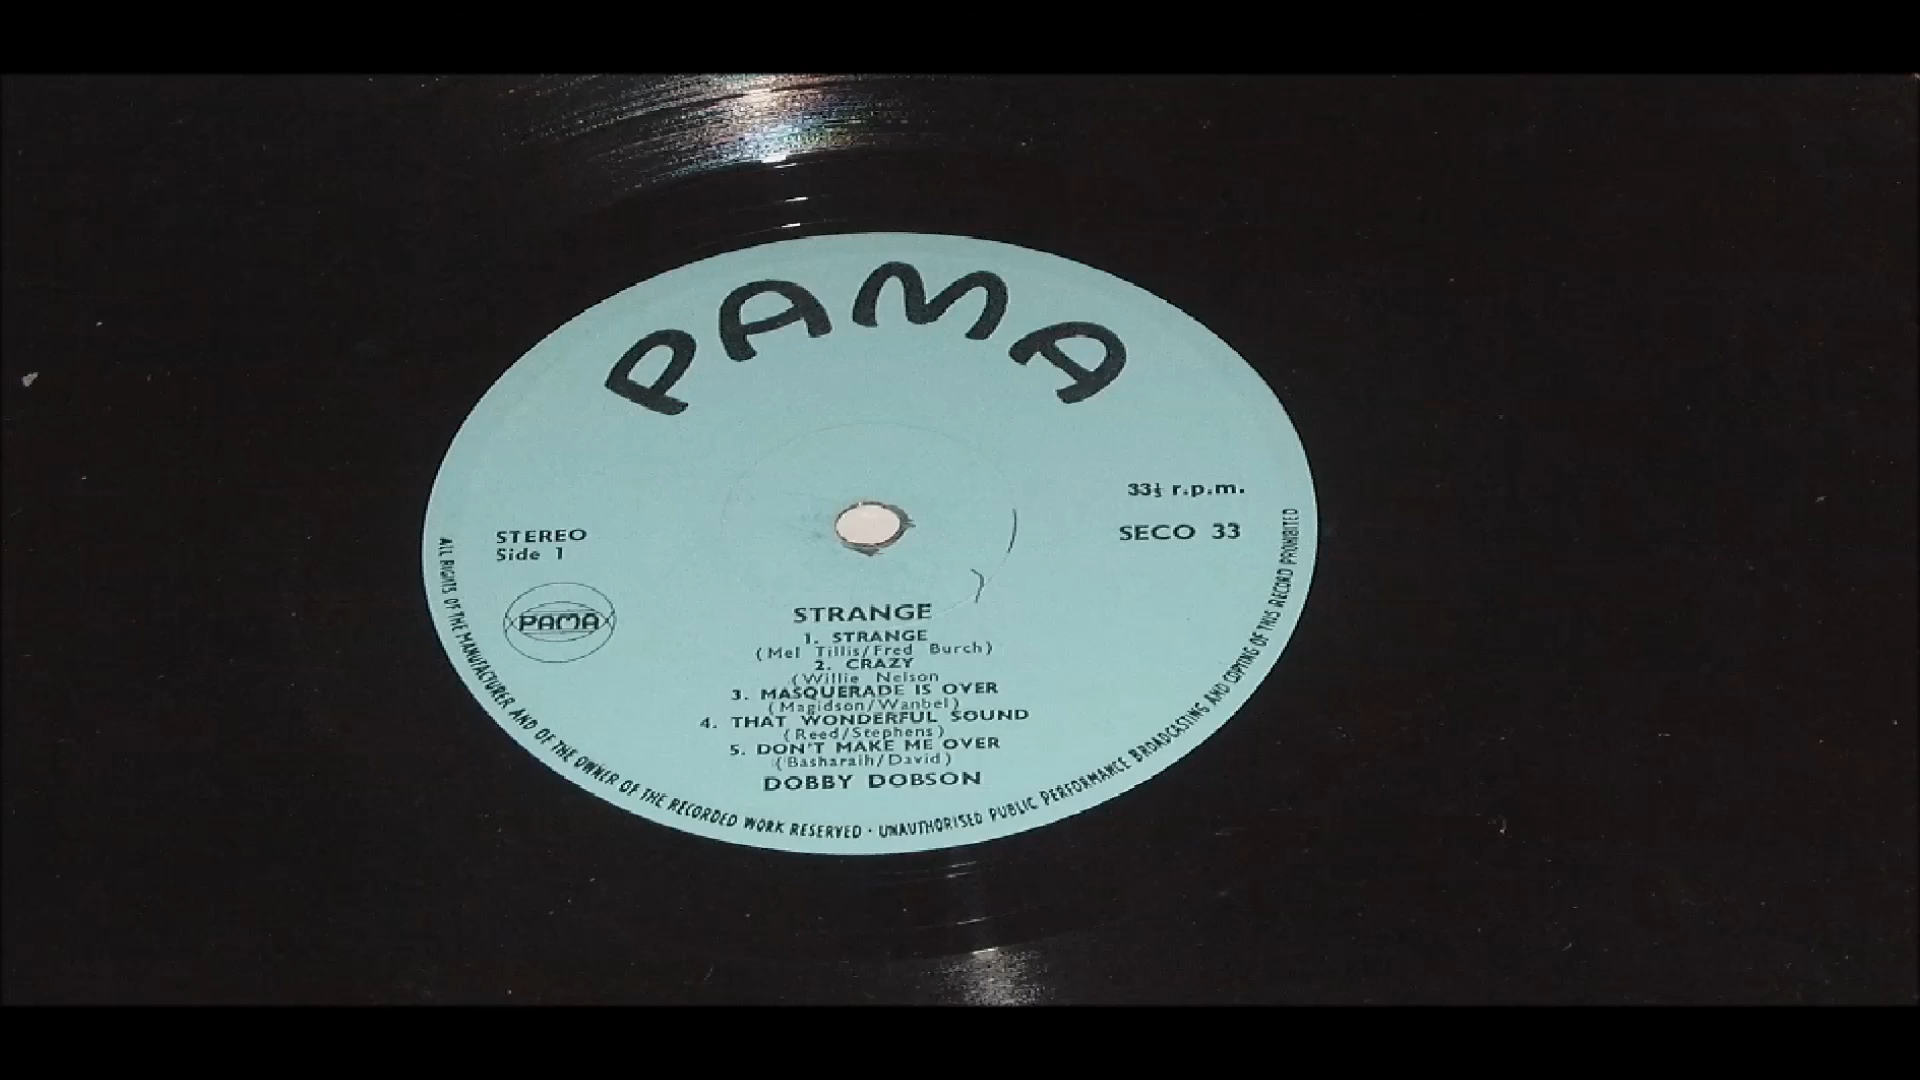 PAMA
33⅓ r.p.m.
SECO 33
STEREO
Side 1
PAMA
STRANGE
1. STRANGE
(Mel Tillis/Fred Burch)
2. CRAZY
(Willie Nelson
3. MASQUERADE IS OVER
(Magidson/Wanbel)
4. THAT WONDERFUL SOUND
(Reed/Stephens)
5. DON'T MAKE ME OVER
(Basharaih/David)
DOBBY DOBSON
ALL RIGHTS OF THE MANUFACTURER AND OF THE OWNER OF THE RECORDED WORK RESERVED · UNAUTHORISED PUBLIC PERFORMANCE BROADCASTING AND COPYING OF THIS RECORD PROHIBITED